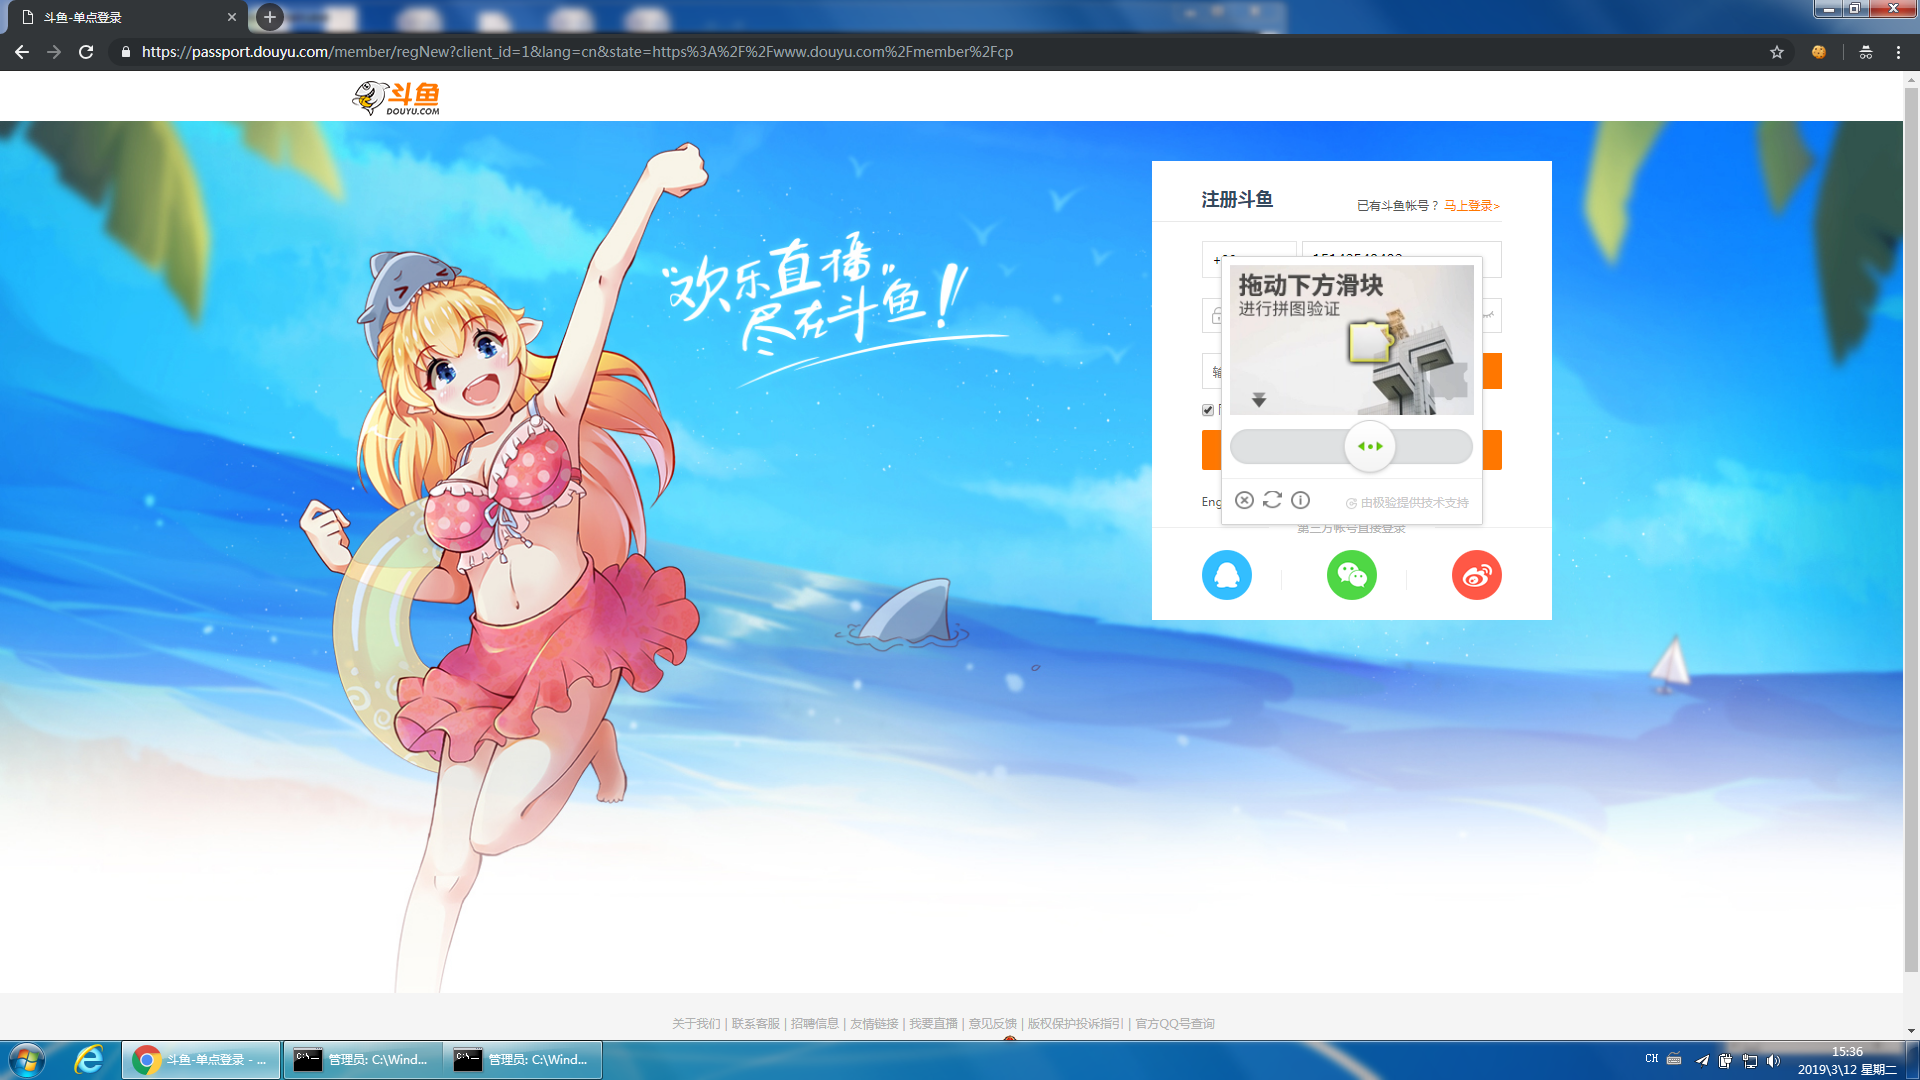 斗鱼-单点登录
https://passport.douyu.com/member/regNew?client_id=1&lang=cn&state=https%3A%2F%2Fwww.douyu.com%2Fmember%2Fcp
斗鱼
DOUYU.COM
"欢乐直播"
尽在斗鱼!
注册斗鱼
已有斗鱼帐号？ 马上登录>
拖动下方滑块
进行拼图验证
Eng
由极验提供技术支持
第三方帐号直接登录
关于我们 | 联系客服 | 招聘信息 | 友情链接 | 我要直播 | 意见反馈 | 版权保护投诉指引 | 官方QQ号查询
斗鱼-单点登录 - ...
管理员: C:\Wind...
管理员: C:\Wind...
CH
15:36
2019\3\12 星期二